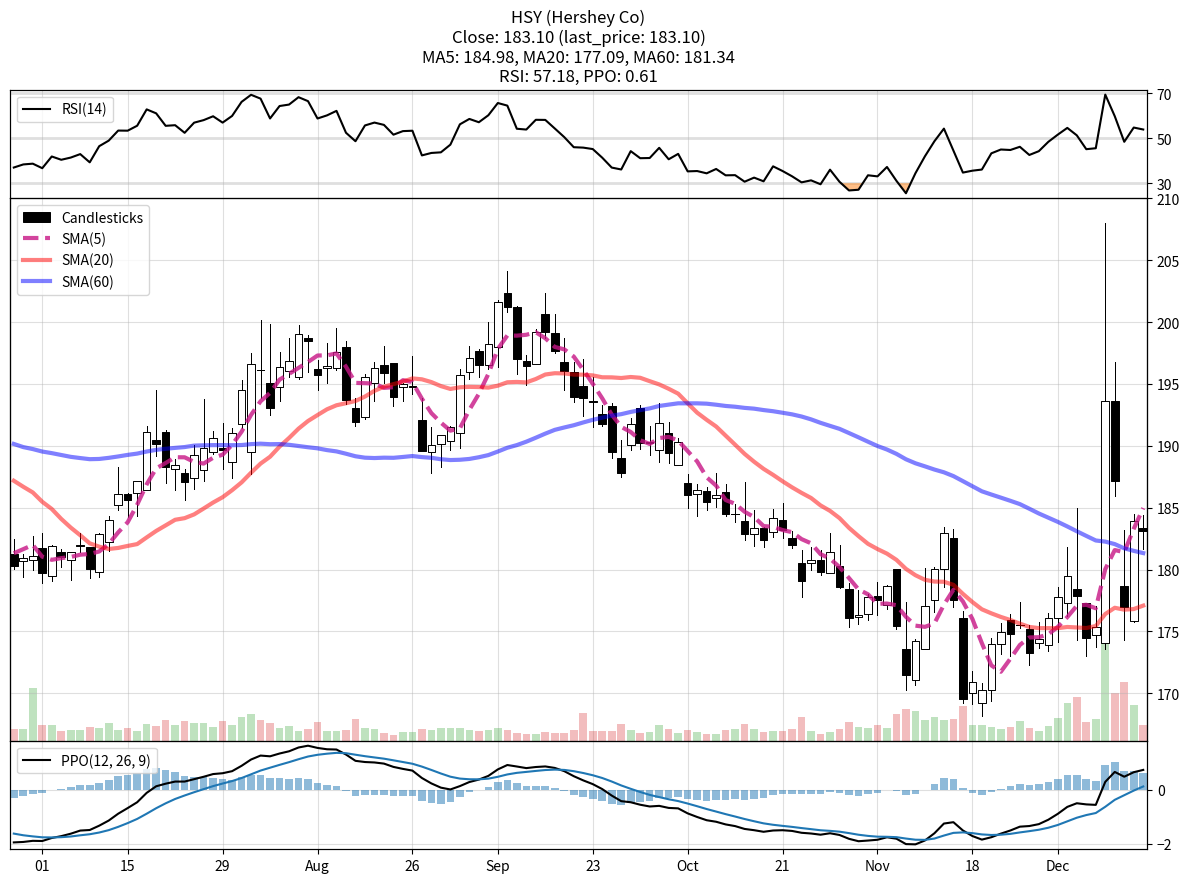 HSY (Hershey Co)
Close: 183.10 (last_price: 183.10)
MA5: 184.98, MA20: 177.09, MA60: 181.34
RSI: 57.18, PPO: 0.61
RSI(14)
70
50
30
Candlesticks
SMA(5)
SMA(20)
SMA(60)
210
205
200
195
190
185
180
175
170
PPO(12, 26, 9)
0
−2
01 15 29 Aug 26 Sep 23 Oct 21 Nov 18 Dec